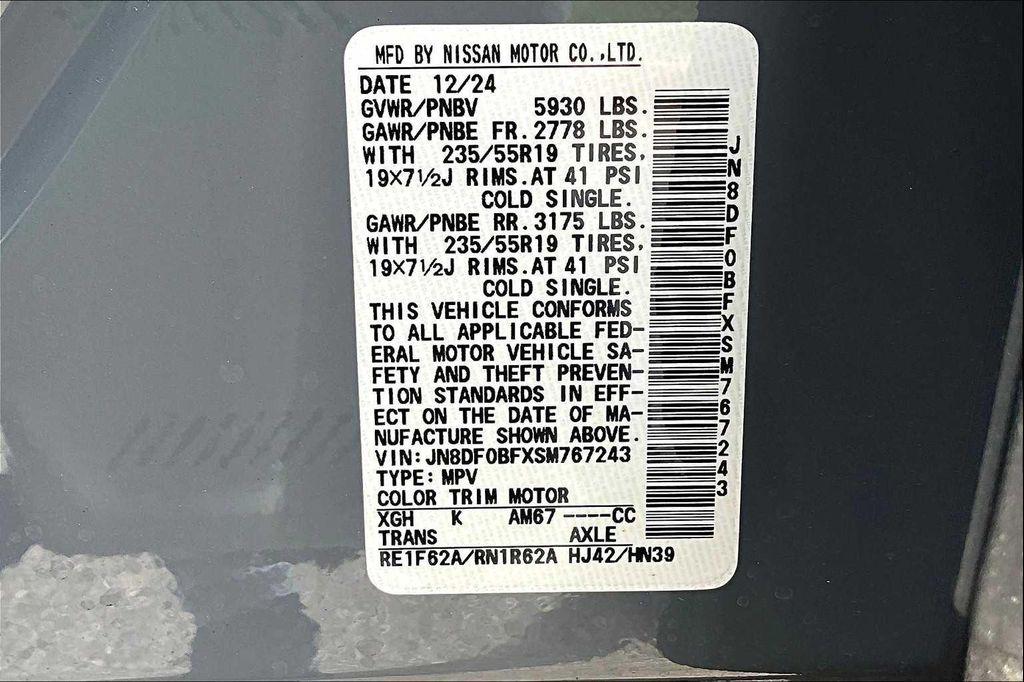 MFD BY NISSAN MOTOR CO.,LTD.
DATE 12/24
GVWR/PNBV 5930 LBS.
GAWR/PNBE FR. 2778 LBS.
WITH 235/55R19 TIRES,
19×7½J RIMS.AT 41 PSI
COLD SINGLE.
GAWR/PNBE RR. 3175 LBS.
WITH 235/55R19 TIRES,
19×7½J RIMS.AT 41 PSI
COLD SINGLE.
THIS VEHICLE CONFORMS
TO ALL APPLICABLE FED-
ERAL MOTOR VEHICLE SA-
FETY AND THEFT PREVEN-
TION STANDARDS IN EFF-
ECT ON THE DATE OF MA-
NUFACTURE SHOWN ABOVE.
VIN:JN8DF0BFXSM767243
TYPE:MPV
COLOR TRIM MOTOR
XGH K AM67 ----CC
TRANS AXLE
RE1F62A/RN1R62A HJ42/HN39
JN8DF0BFXSM767243